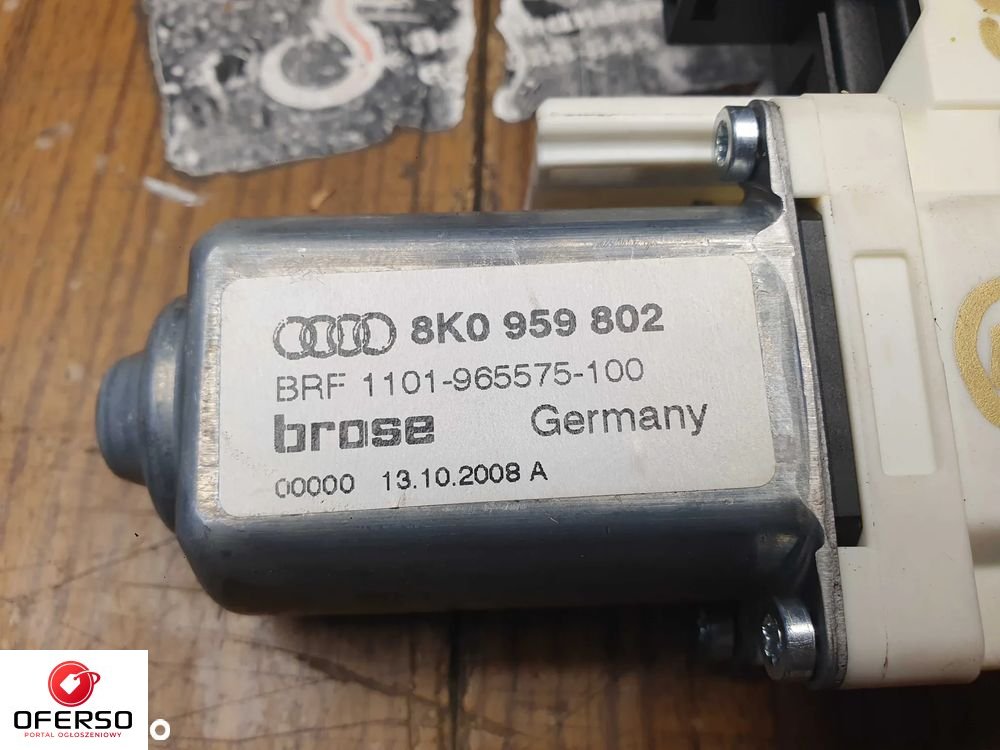 8K0 959 802
BRF 1101-965575-100
brose Germany
00000 13.10.2008 A
OFERSO
PORTAL OGŁOSZENIOWY